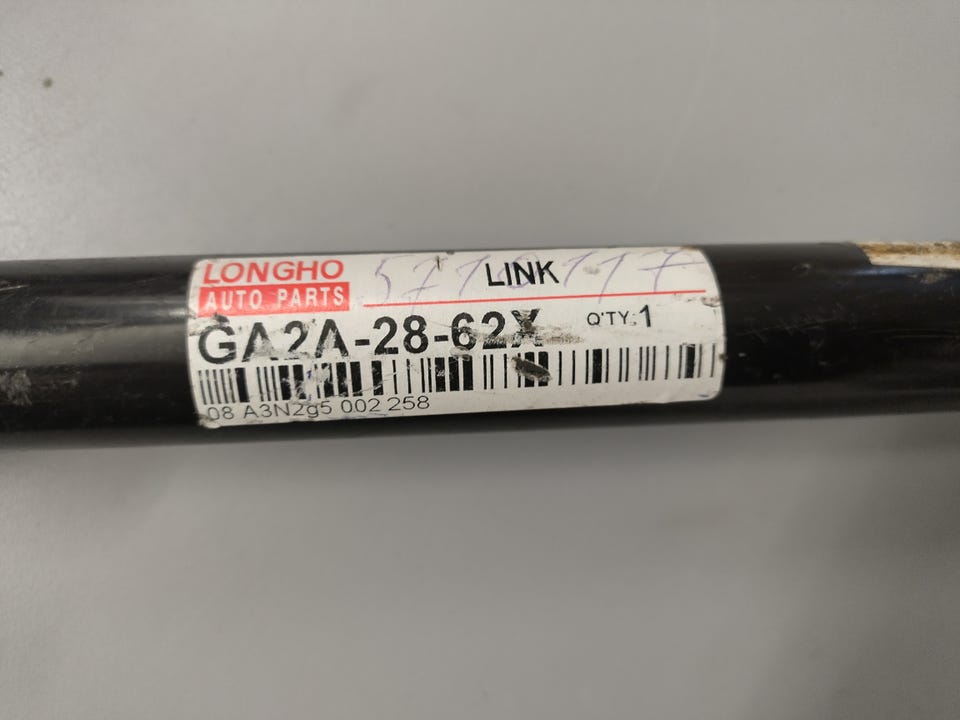 LONGHO
AUTO PARTS
LINK
GA2A-28-62X
Q'TY:1
08 A3N2g5 002 258